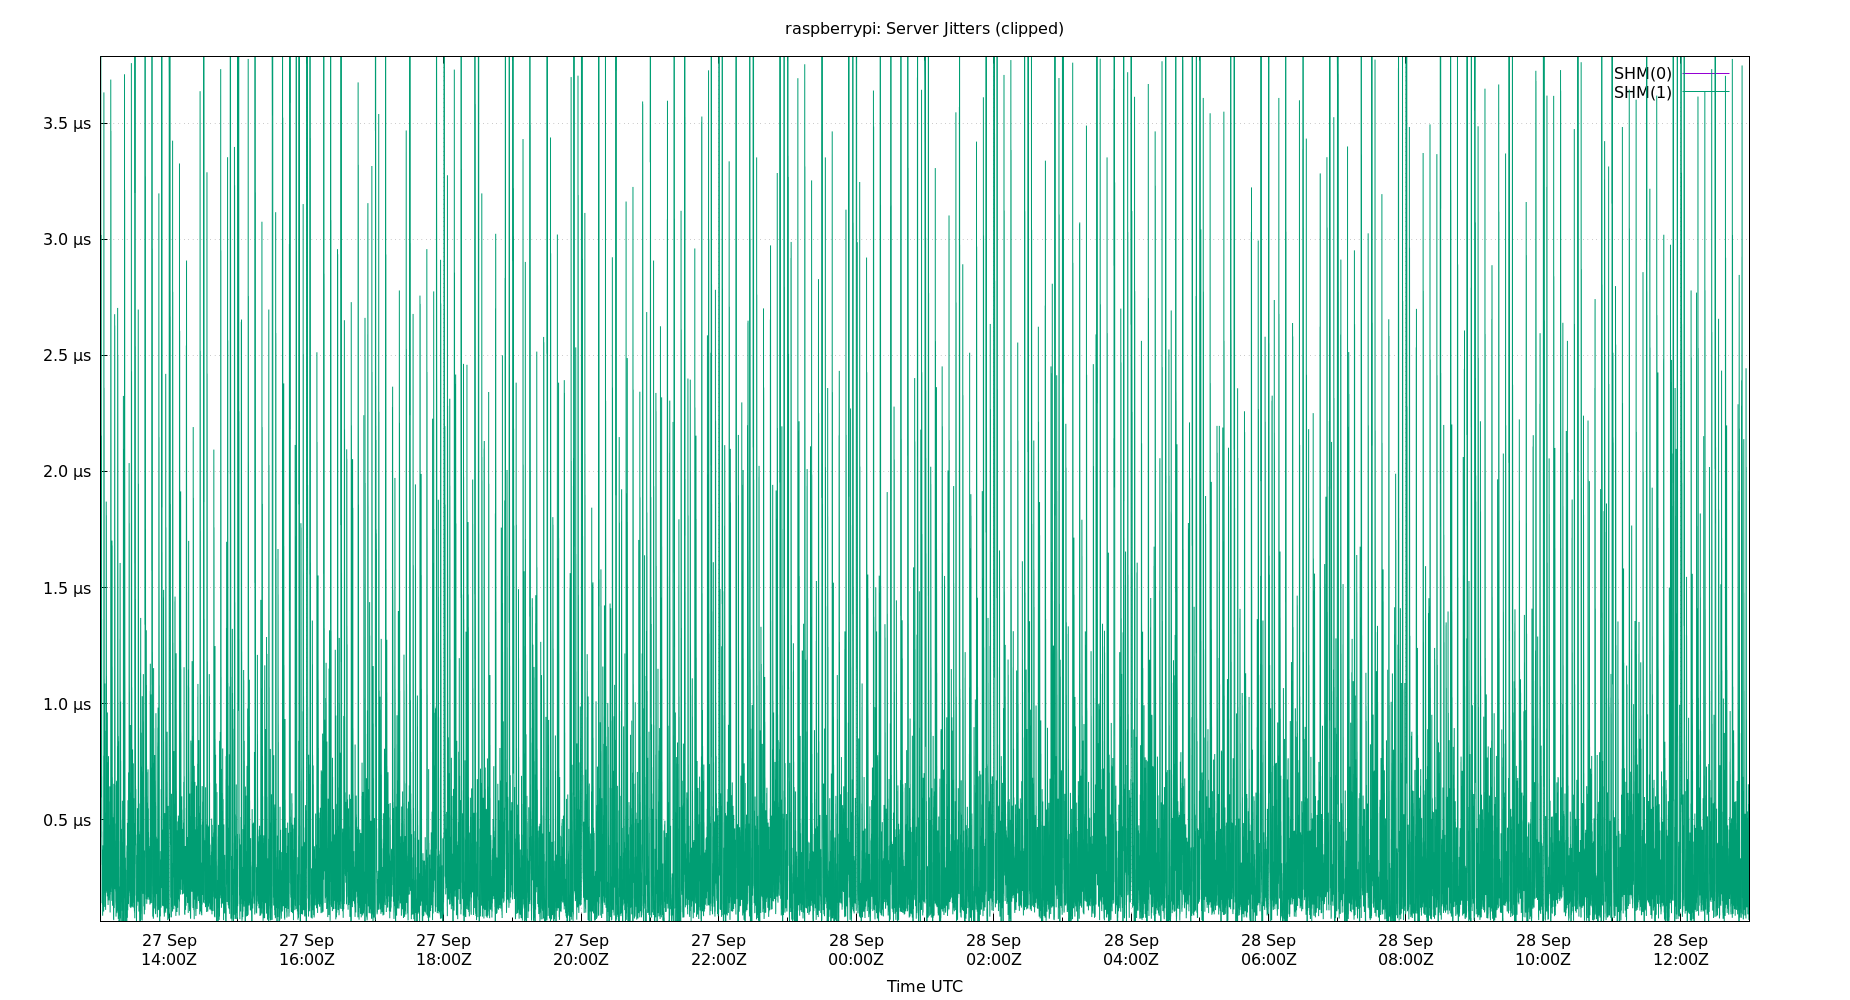 raspberrypi: Server Jitters (clipped)
SHM(0)
SHM(1)
3.5 µs
3.0 µs
2.5 µs
2.0 µs
1.5 µs
1.0 µs
0.5 µs
27 Sep 27 Sep 27 Sep 27 Sep 27 Sep 28 Sep 28 Sep 28 Sep 28 Sep 28 Sep 28 Sep 28 Sep
14:00Z 16:00Z 18:00Z 20:00Z 22:00Z 00:00Z 02:00Z 04:00Z 06:00Z 08:00Z 10:00Z 12:00Z
Time UTC